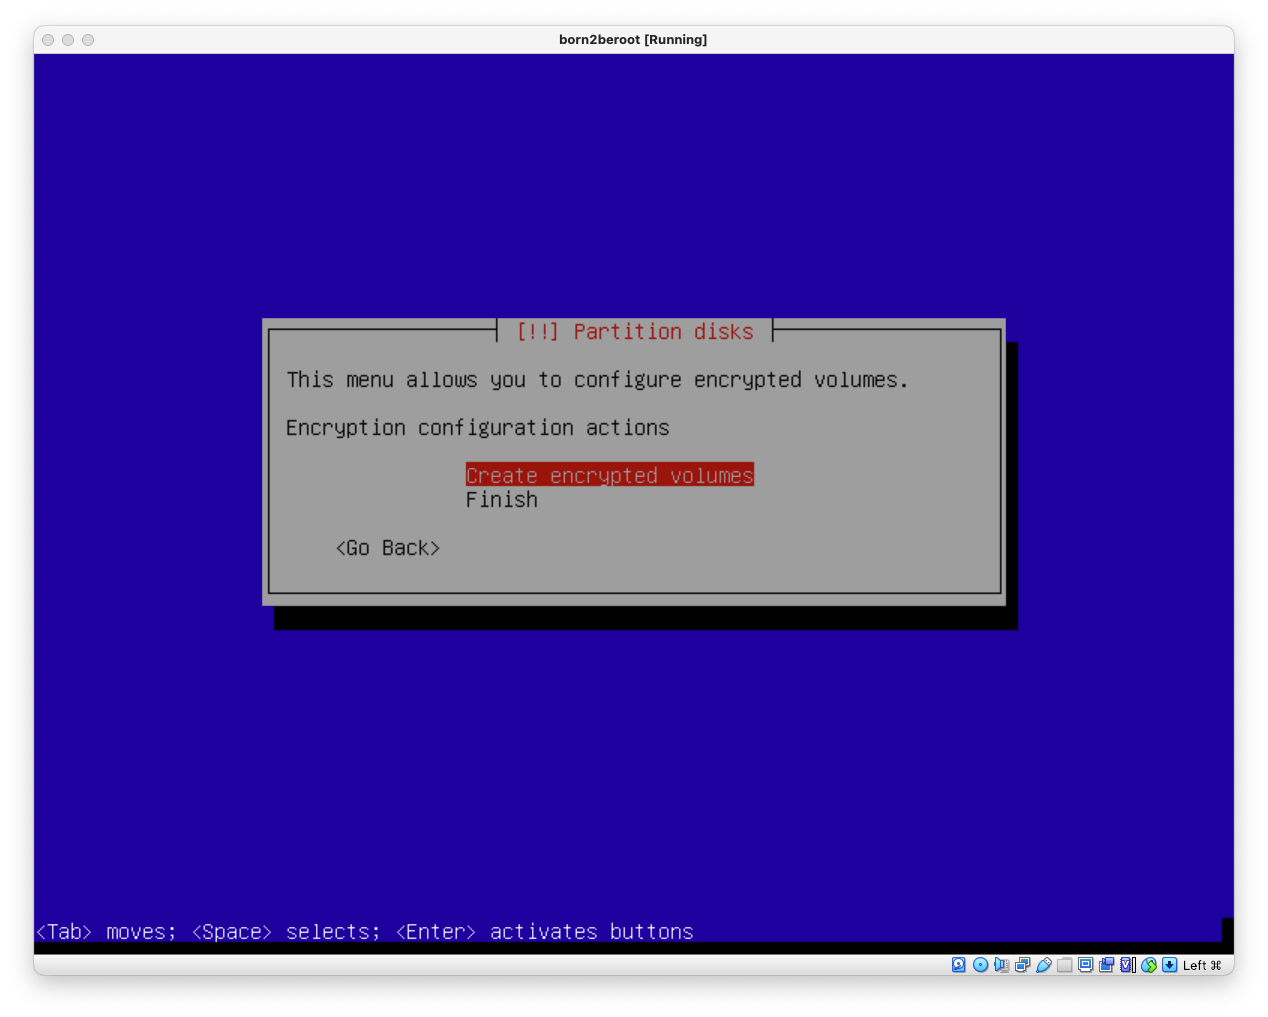 born2beroot [Running]
[!!] Partition disks
This menu allows you to configure encrypted volumes.
Encryption configuration actions
Create encrypted volumes
Finish
<Go Back>
<Tab> moves; <Space> selects; <Enter> activates buttons
Left ⌘